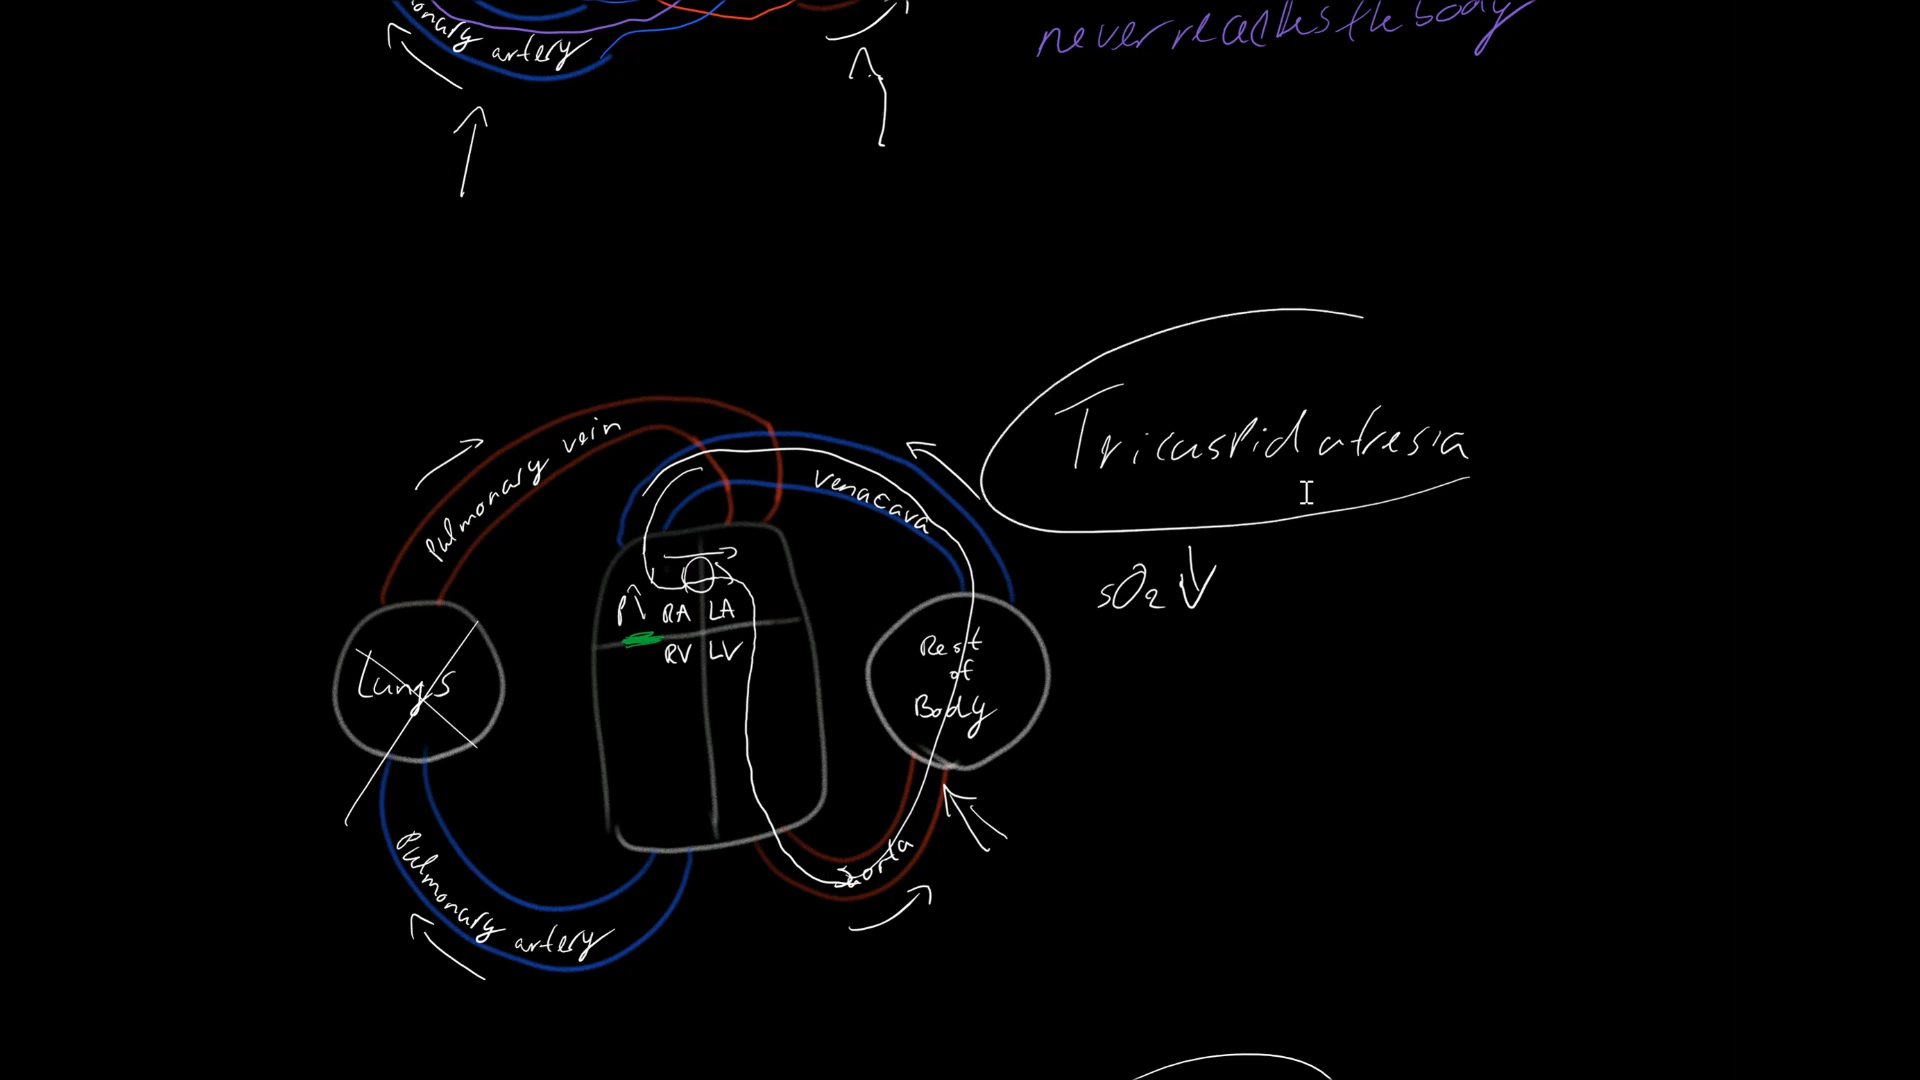 onary artery
never reaches the body
Tricuspid atresia
sO2↓
Pulmonary vein
vena cava
P↑ RA LA
RV LV
Lungs
Rest
of
Body
aorta
Pulmonary artery